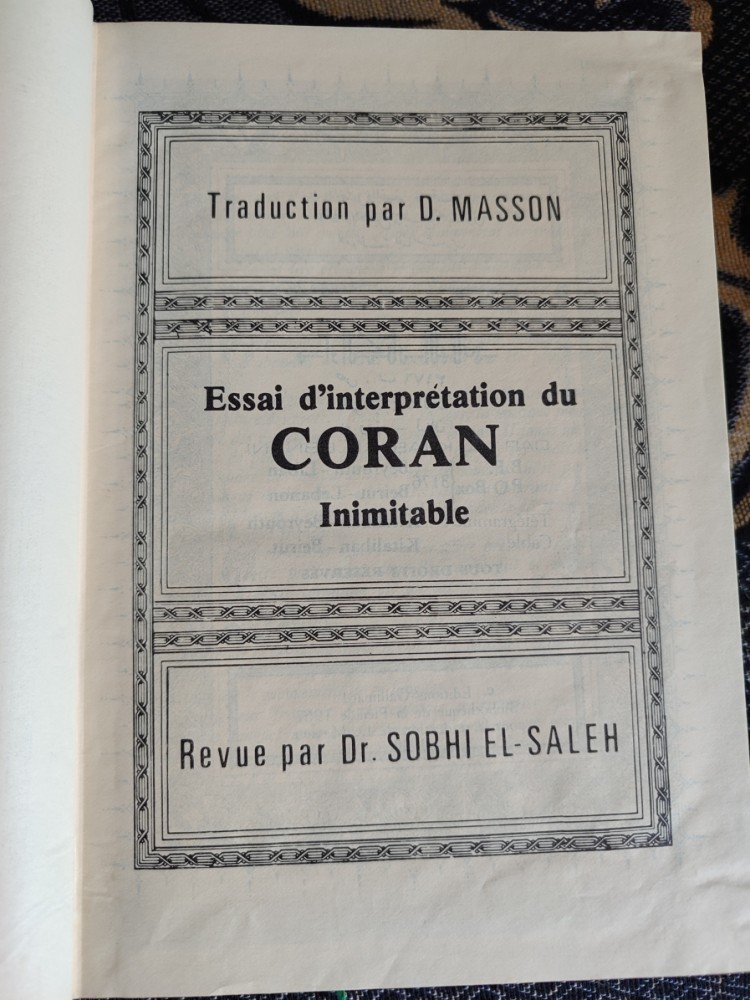 Traduction par D. MASSON
Essai d'interprétation du
CORAN
Inimitable
Revue par Dr. SOBHI EL-SALEH